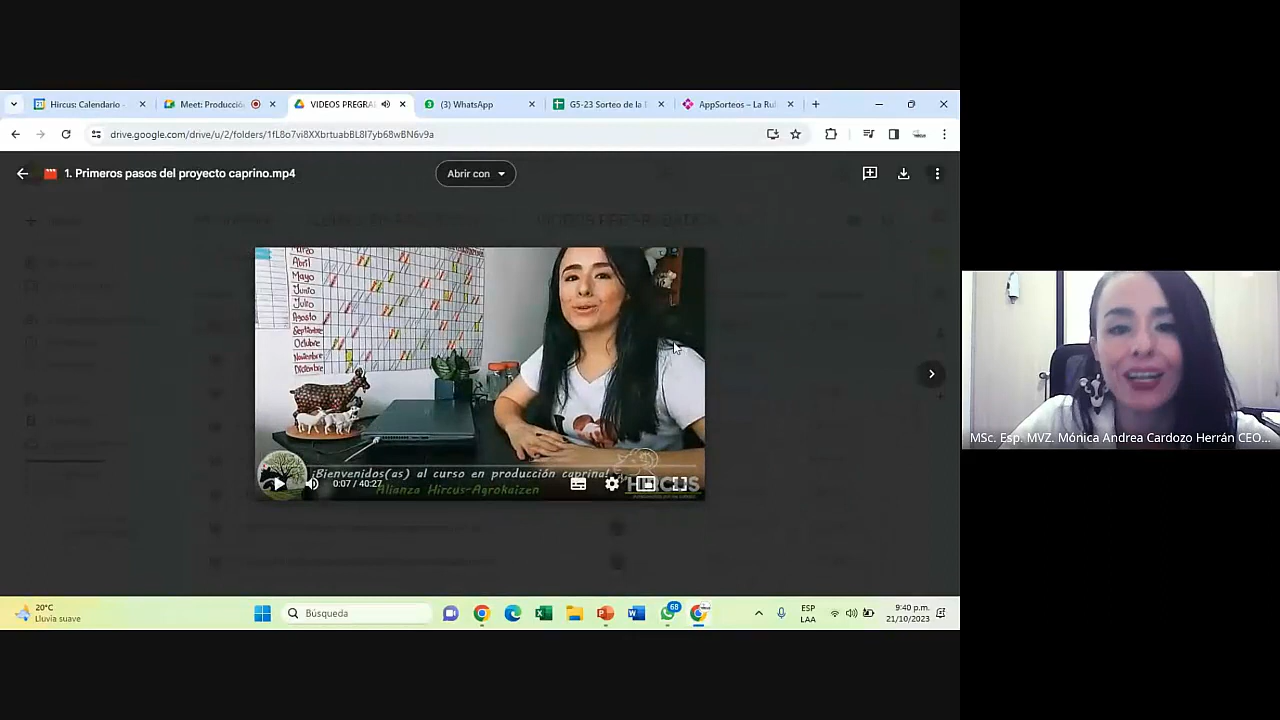 Hircus: Calendario -
Meet: Producció
VIDEOS PREGRA
(3) WhatsApp
G5-23 Sorteo de la
AppSorteos – La Ru
drive.google.com/drive/u/2/folders/1fL8o7vi8XXbrtuabBL8I7yb68wBN6v9a
1. Primeros pasos del proyecto caprino.mp4
Abrir con
Marzo
Abril
Mayo
Junio
Julio
Agosto
Septiembre
Octubre
Noviembre
Diciembre
¡Bienvenidos(as) al curso en producción caprina!
0:07 / 40:27
Alianza Hircus-Agrokaizen
HIRCUS
MSc. Esp. MVZ. Mónica Andrea Cardozo Herrán CEO...
20°C
Lluvia suave
Búsqueda
68
ESP
LAA
9:40 p.m.
21/10/2023